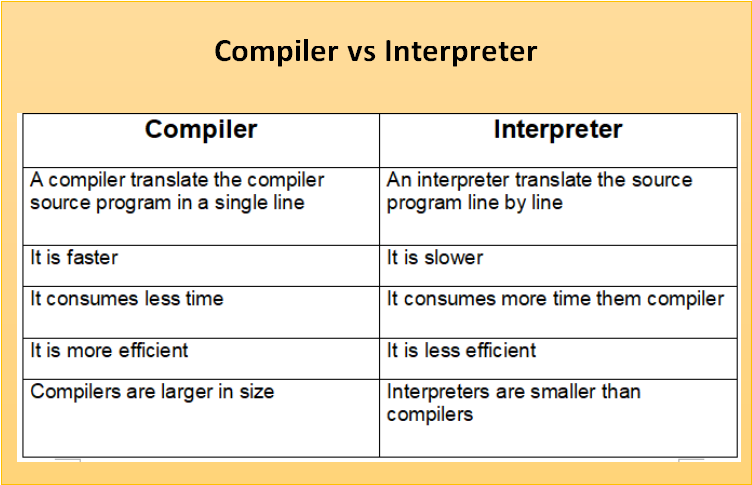 Compiler vs Interpreter
Compiler
Interpreter
A compiler translate the compiler
source program in a single line
An interpreter translate the source
program line by line
It is faster
It is slower
It consumes less time
It consumes more time them compiler
It is more efficient
It is less efficient
Compilers are larger in size
Interpreters are smaller than
compilers